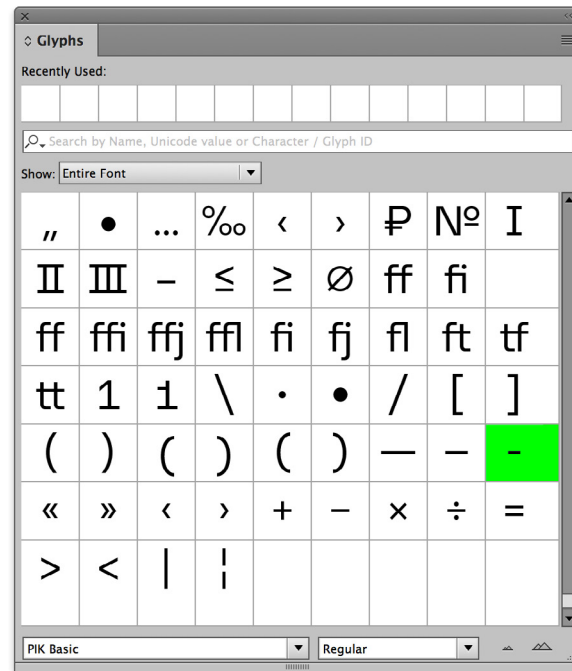 Glyphs
Recently Used:
Search by Name, Unicode value or Character / Glyph ID
Show: Entire Font
„ • … ‰ ‹ › ₽ № I
II III – ≤ ≥ ∅ ff fi
ff ffi ffj ffl fi fj fl ft tf
tt 1 1 \ · • / [ ]
( ) ( ) ( ) — – -
« » ‹ › + − × ÷ =
> < | ¦
PIK Basic Regular